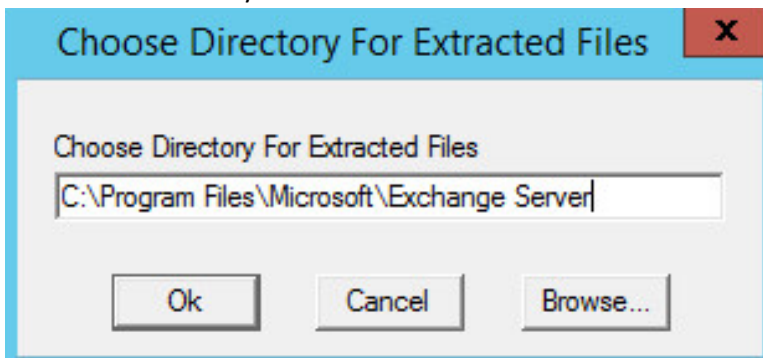 Choose Directory For Extracted Files
x
Choose Directory For Extracted Files
C:\Program Files\Microsoft\Exchange Server
Ok Cancel Browse...